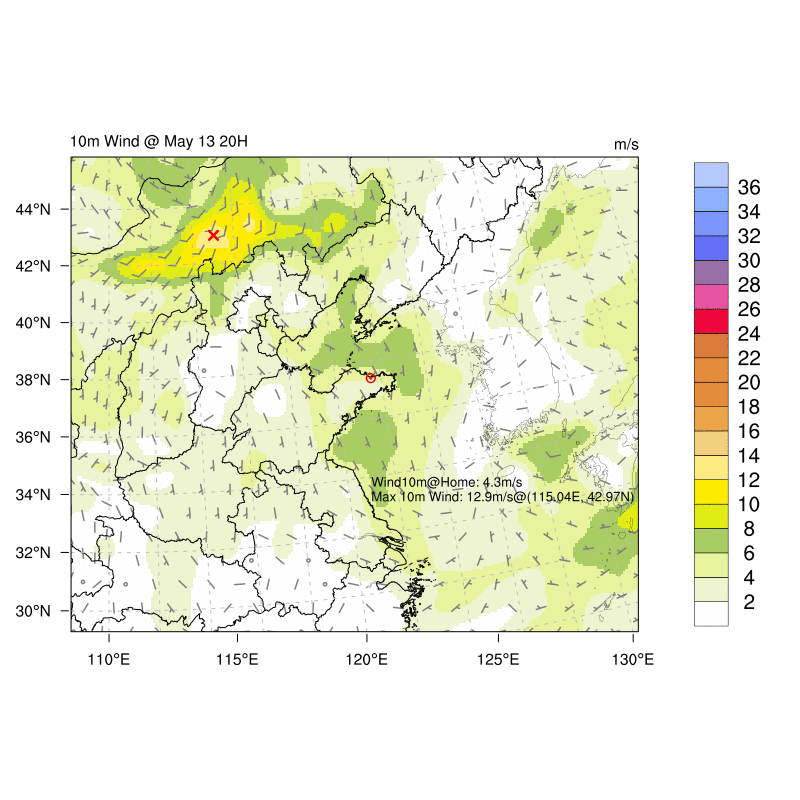 10m Wind @ May 13 20H
m/s
44°N
42°N
40°N
38°N
36°N
34°N
32°N
30°N
110°E
115°E
120°E
125°E
130°E
Wind10m@Home: 4.3m/s
Max 10m Wind: 12.9m/s@(115.04E, 42.97N)
36
34
32
30
28
26
24
22
20
18
16
14
12
10
8
6
4
2